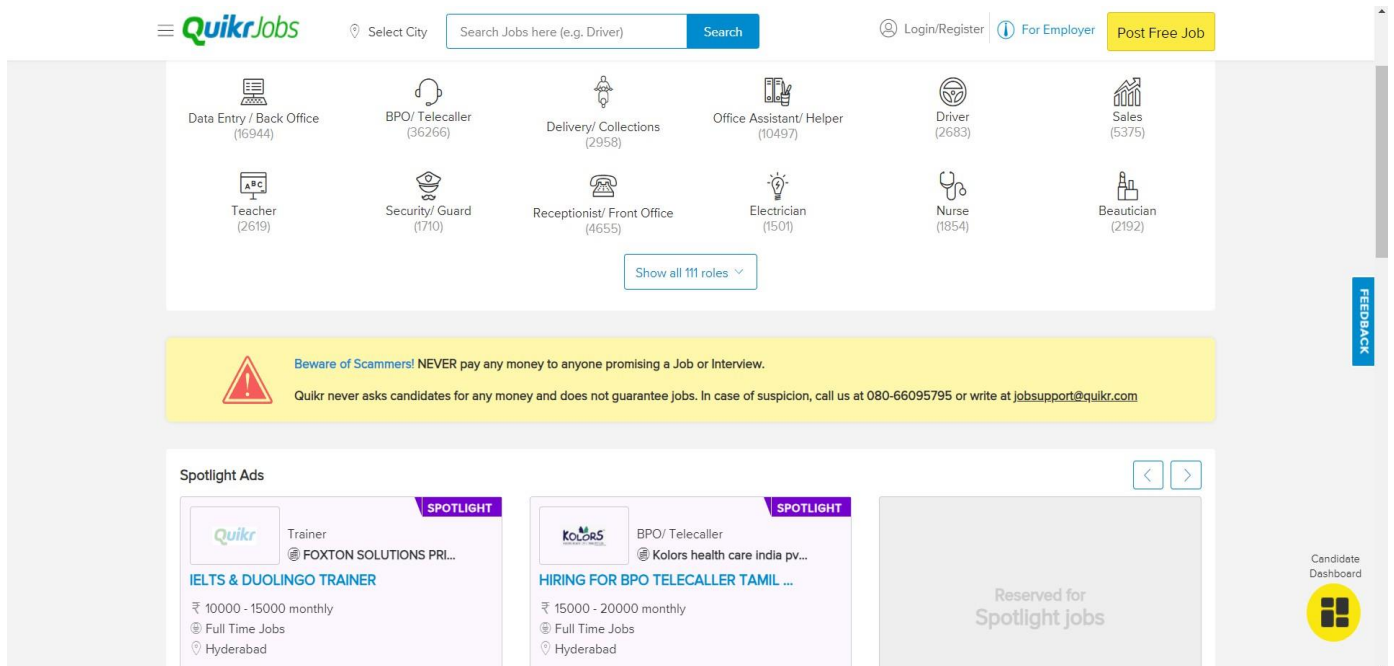 QuikrJobs
Select City
Search Jobs here (e.g. Driver)
Search
Login/Register
For Employer
Post Free Job
Data Entry / Back Office
(16944)
BPO/ Telecaller
(36266)
Delivery/ Collections
(2958)
Office Assistant/ Helper
(10497)
Driver
(2683)
Sales
(5375)
ABC
Teacher
(2619)
Security/ Guard
(1710)
Receptionist/ Front Office
(4655)
Electrician
(1501)
Nurse
(1854)
Beautician
(2192)
Show all 111 roles
FEEDBACK
Beware of Scammers! NEVER pay any money to anyone promising a Job or Interview.
Quikr never asks candidates for any money and does not guarantee jobs. In case of suspicion, call us at 080-66095795 or write at jobsupport@quikr.com
Spotlight Ads
SPOTLIGHT
Quikr
Trainer
FOXTON SOLUTIONS PRI...
IELTS & DUOLINGO TRAINER
₹ 10000 - 15000 monthly
Full Time Jobs
Hyderabad
SPOTLIGHT
KOLORS
BPO/ Telecaller
Kolors health care india pv...
HIRING FOR BPO TELECALLER TAMIL ...
₹ 15000 - 20000 monthly
Full Time Jobs
Hyderabad
Reserved for
Spotlight jobs
Candidate
Dashboard